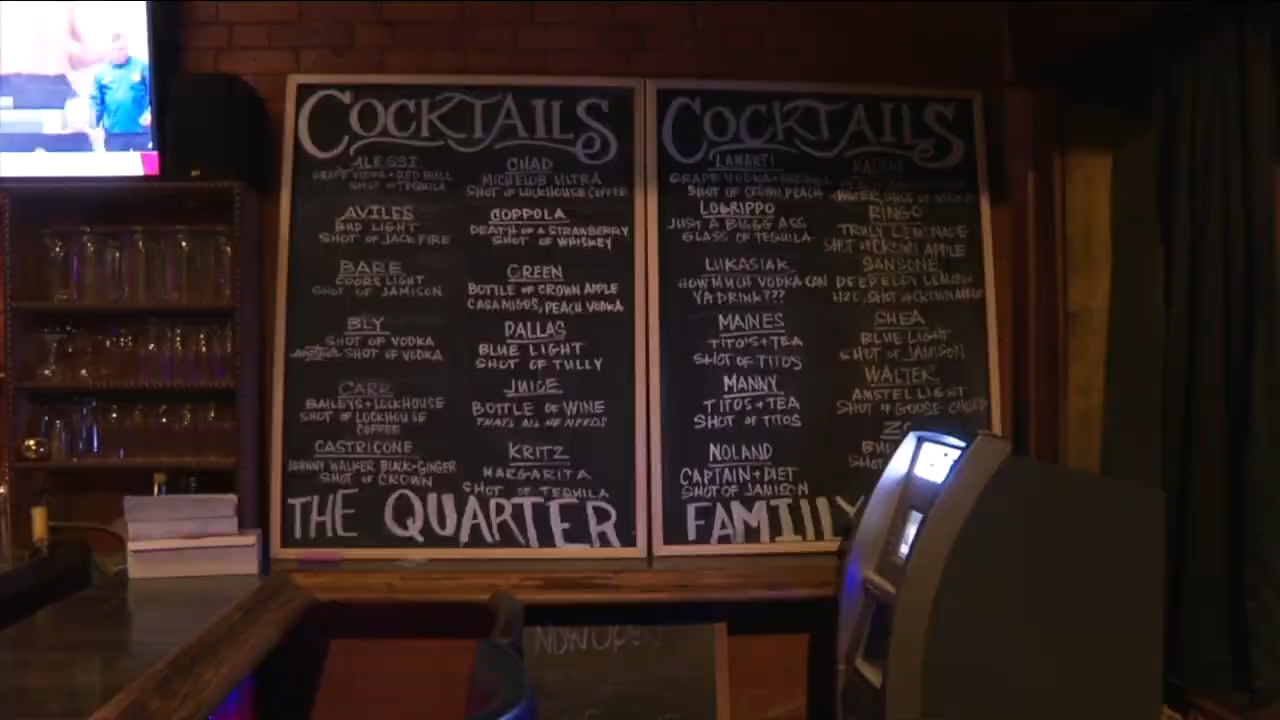 COCKTAILS
ALESSI
GRAPE VODKA + RED BULL
SHOT OF TEQUILA
AVILES
BUD LIGHT
SHOT OF JACK FIRE
BARE
COORS LIGHT
SHOT OF JAMISON
BLY
SHOT OF VODKA
SHOT OF VODKA
CARR
BAILEYS + LOCKHOUSE
SHOT OF LOCKHOUSE
COFFEE
CASTRICONE
JOHNNY WALKER BLACK + GINGER
SHOT OF CROWN
CHAD
MICHELOB ULTRA
SHOT OF LOCKHOUSE COFFEE
COPPOLA
DEATH OF A STRAWBERRY
SHOT OF WHISKEY
GREEN
BOTTLE OF CROWN APPLE
CASAMIGOS, PEACH VODKA
DALLAS
BLUE LIGHT
SHOT OF TULLY
JUICE
BOTTLE OF WINE
THATS ALL HE NEEDS
KRITZ
MARGARITA
SHOT OF TEQUILA
THE QUARTER
COCKTAILS
LAMARTI
GRAPE VODKA +
SHOT OF CROWN PEACH
LOGRIPPO
JUST A BIGGG ASS
GLASS OF TEQUILA
LUKASIAK
HOW MUCH VODKA CAN
YA DRINK???
MAINES
TITO'S + TEA
SHOT OF TITOS
MANNY
TITOS + TEA
SHOT OF TITOS
NOLAND
CAPTAIN + DIET
SHOT OF JAMISON
RINGO
TRULY LEMONADE
SHOT OF CROWN APPLE
SANSONE
DEEP EDDY LEMON
H2O, SHOT OF CROWN APPLE
SHEA
BLUE LIGHT
SHOT OF JAMISON
WALTER
AMSTEL LIGHT
SHOT OF GOOSE
FAMIILY
NOW OPEN